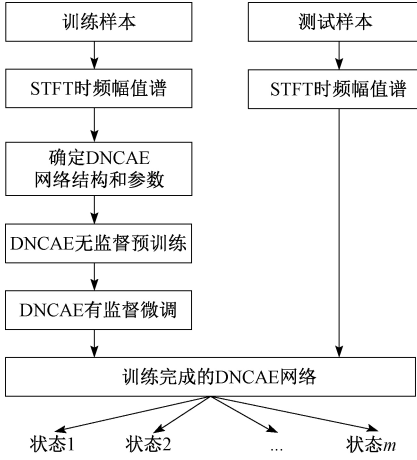 训练样本
测试样本
STFT时频幅值谱
STFT时频幅值谱
确定DNCAE
网络结构和参数
DNCAE无监督预训练
DNCAE有监督微调
训练完成的DNCAE网络
状态1
状态2
...
状态m